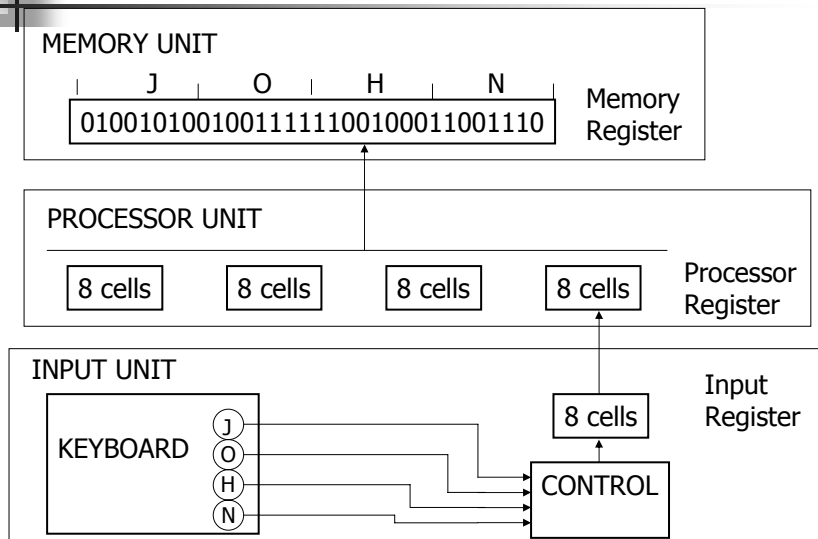 MEMORY UNIT
J O H N
01001010010011111100100011001110
Memory
Register
PROCESSOR UNIT
8 cells 8 cells 8 cells 8 cells
Processor
Register
INPUT UNIT
Input
Register
8 cells
KEYBOARD
J
O
H
N
CONTROL